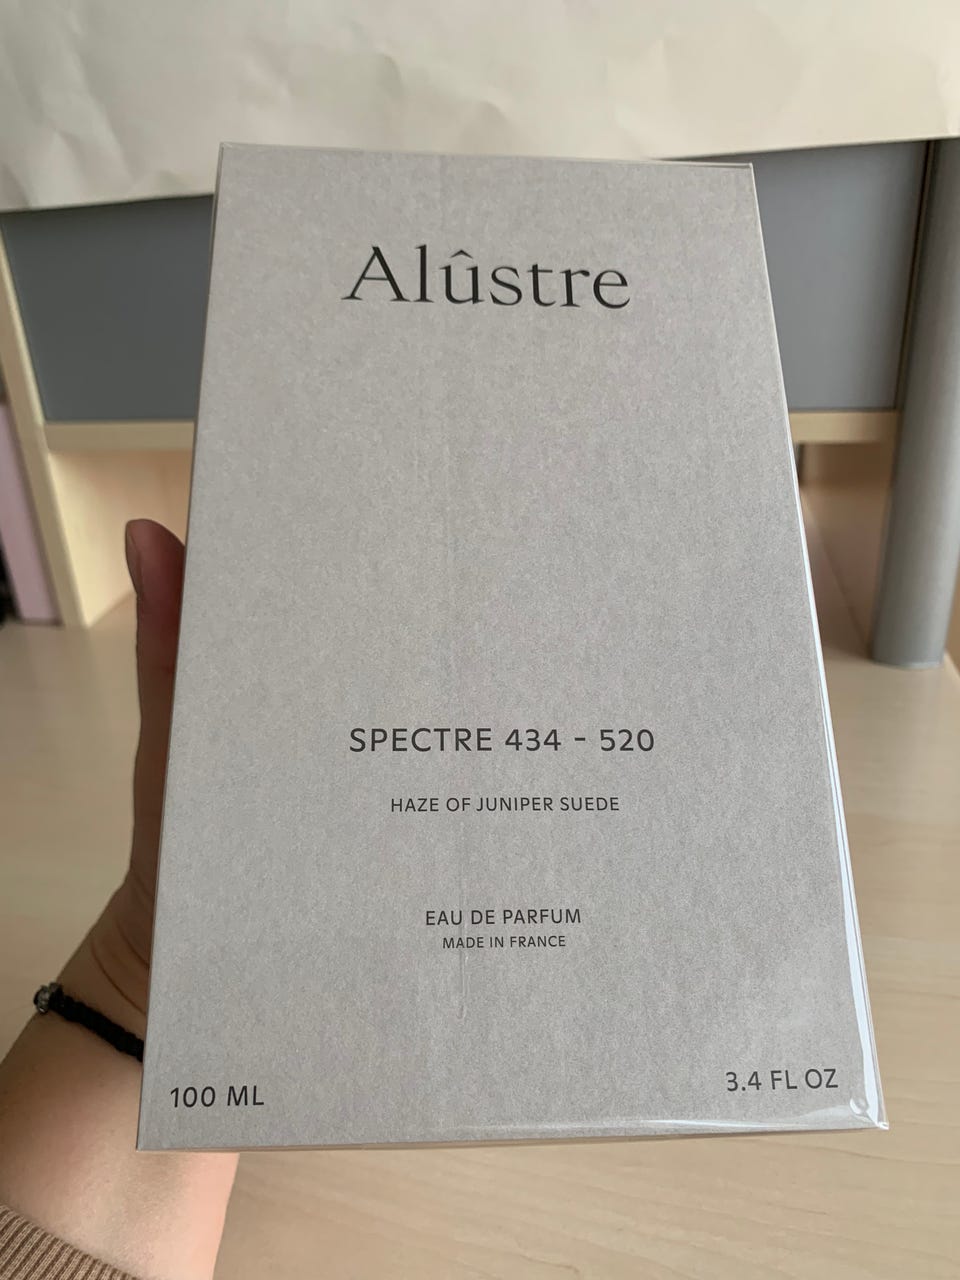 Alûstre
SPECTRE 434 - 520
HAZE OF JUNIPER SUEDE
EAU DE PARFUM
MADE IN FRANCE
100 ML
3.4 FL OZ